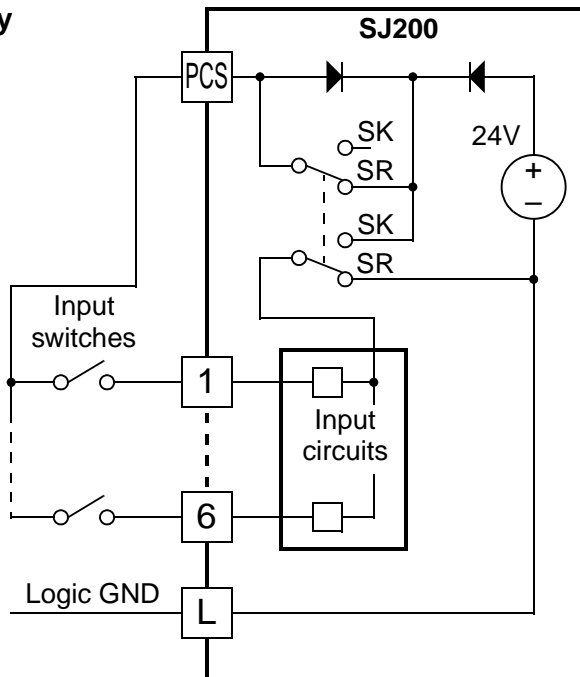 y
SJ200
PCS
SK
24V
SR
+
–
SK
SR
Input
switches
1
Input
circuits
6
Logic GND
L